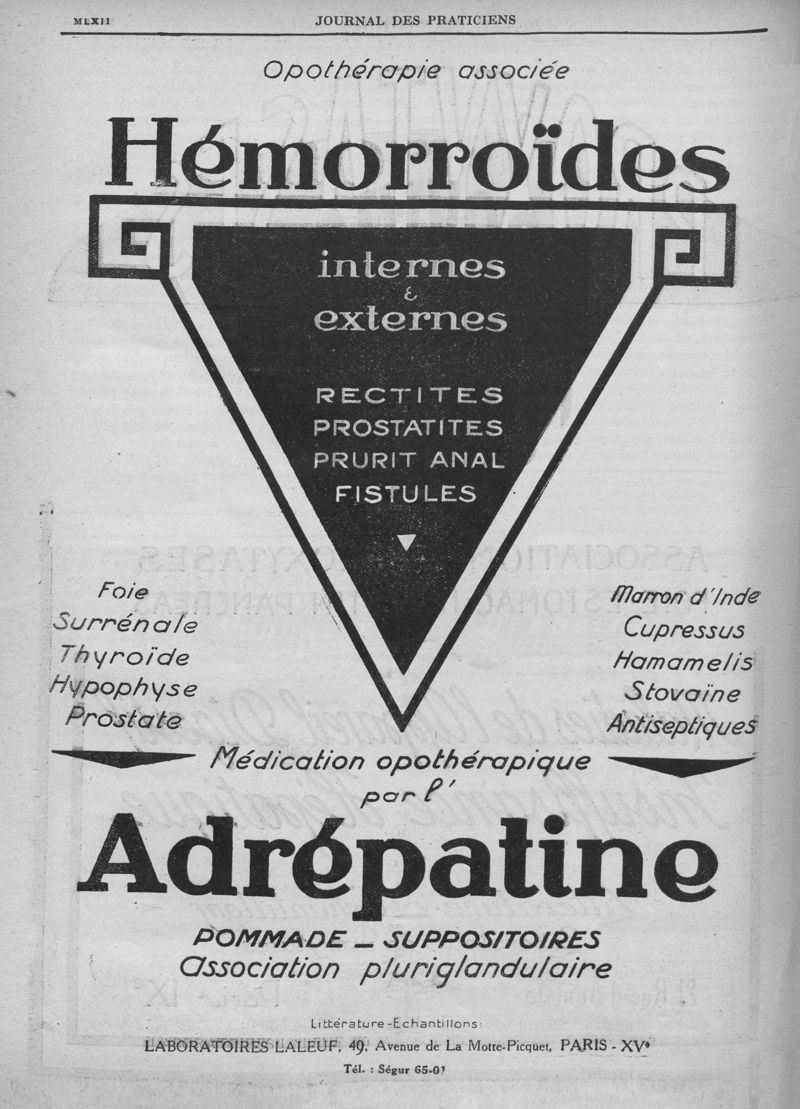 MLXII
JOURNAL DES PRATICIENS
Opothérapie associée
Hémorroïdes
internes
&
externes
RECTITES
PROSTATITES
PRURIT ANAL
FISTULES
Foie
Surrénale
Thyroïde
Hypophyse
Prostate
Marron d'Inde
Cupressus
Hamamelis
Stovaïne
Antiseptiques
Médication opothérapique
par l'
Adrépatine
POMMADE _ SUPPOSITOIRES
Association pluriglandulaire
Littérature-Echantillons:
LABORATOIRES LALEUF, 49, Avenue de La Motte-Picquet, PARIS - XVe
Tél. : Ségur 65-07